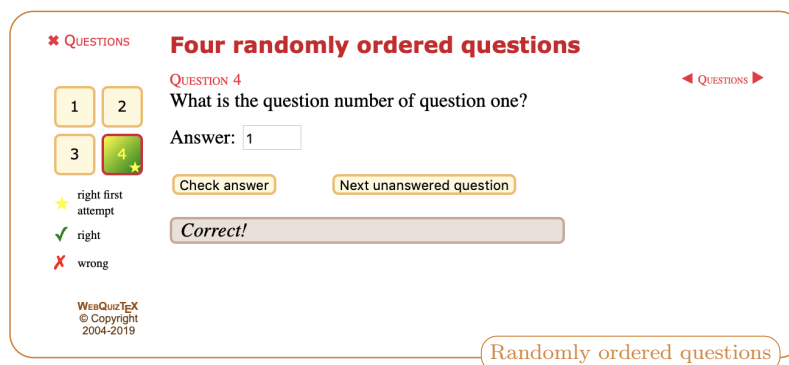 ✖ QUESTIONS
1 2
3 4
right first
attempt
right
wrong
WEBQUIZTEX
© Copyright
2004-2019
Four randomly ordered questions
QUESTION 4
◀ QUESTIONS ▶
What is the question number of question one?
Answer: 1
Check answer Next unanswered question
Correct!
Randomly ordered questions